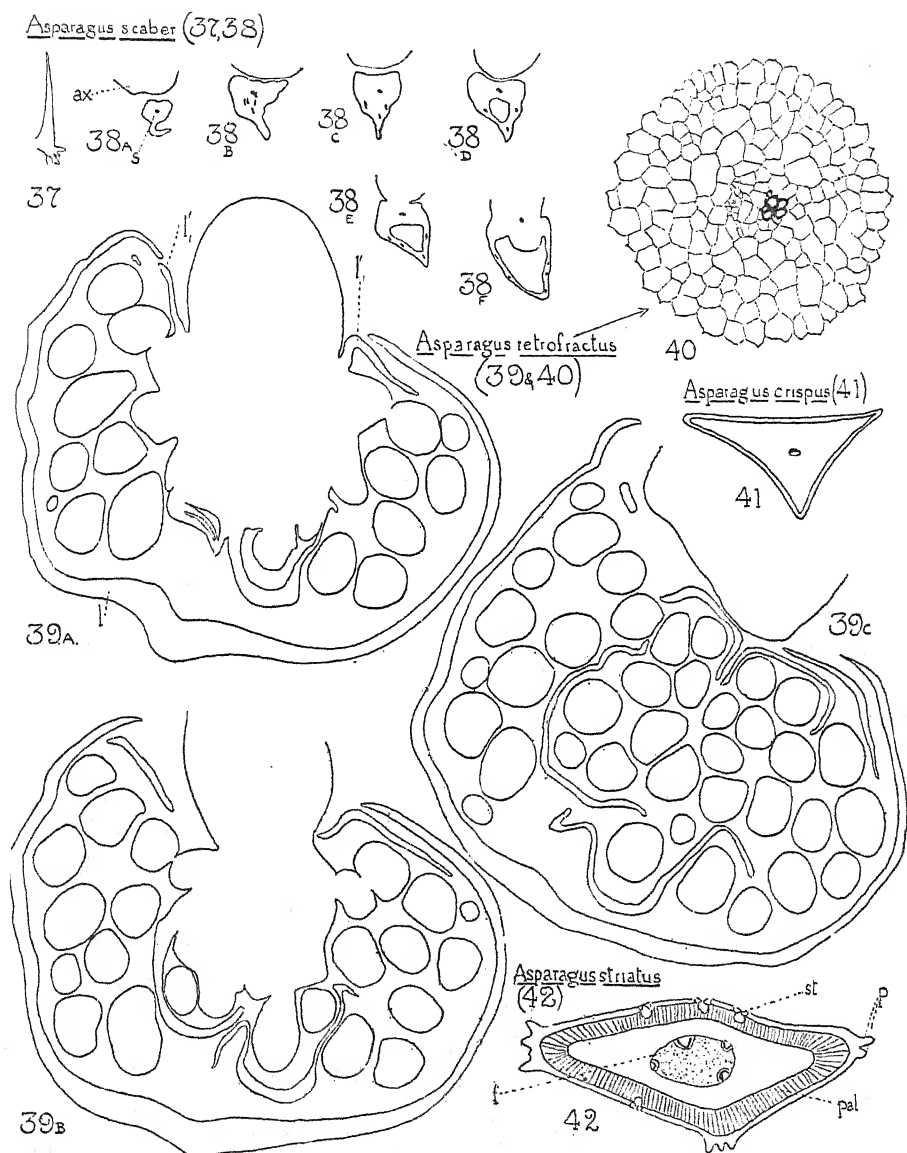 Asparagus scaber (37,38)
ax
38A
s
38B
38C
38D
37
38E
38F
l'
l'
Asparagus retrofractus
(39 & 40)
40
Asparagus crispus (41)
41
l
39A.
39C
Asparagus striatus
(42)
st
p
f
pal
42
39B